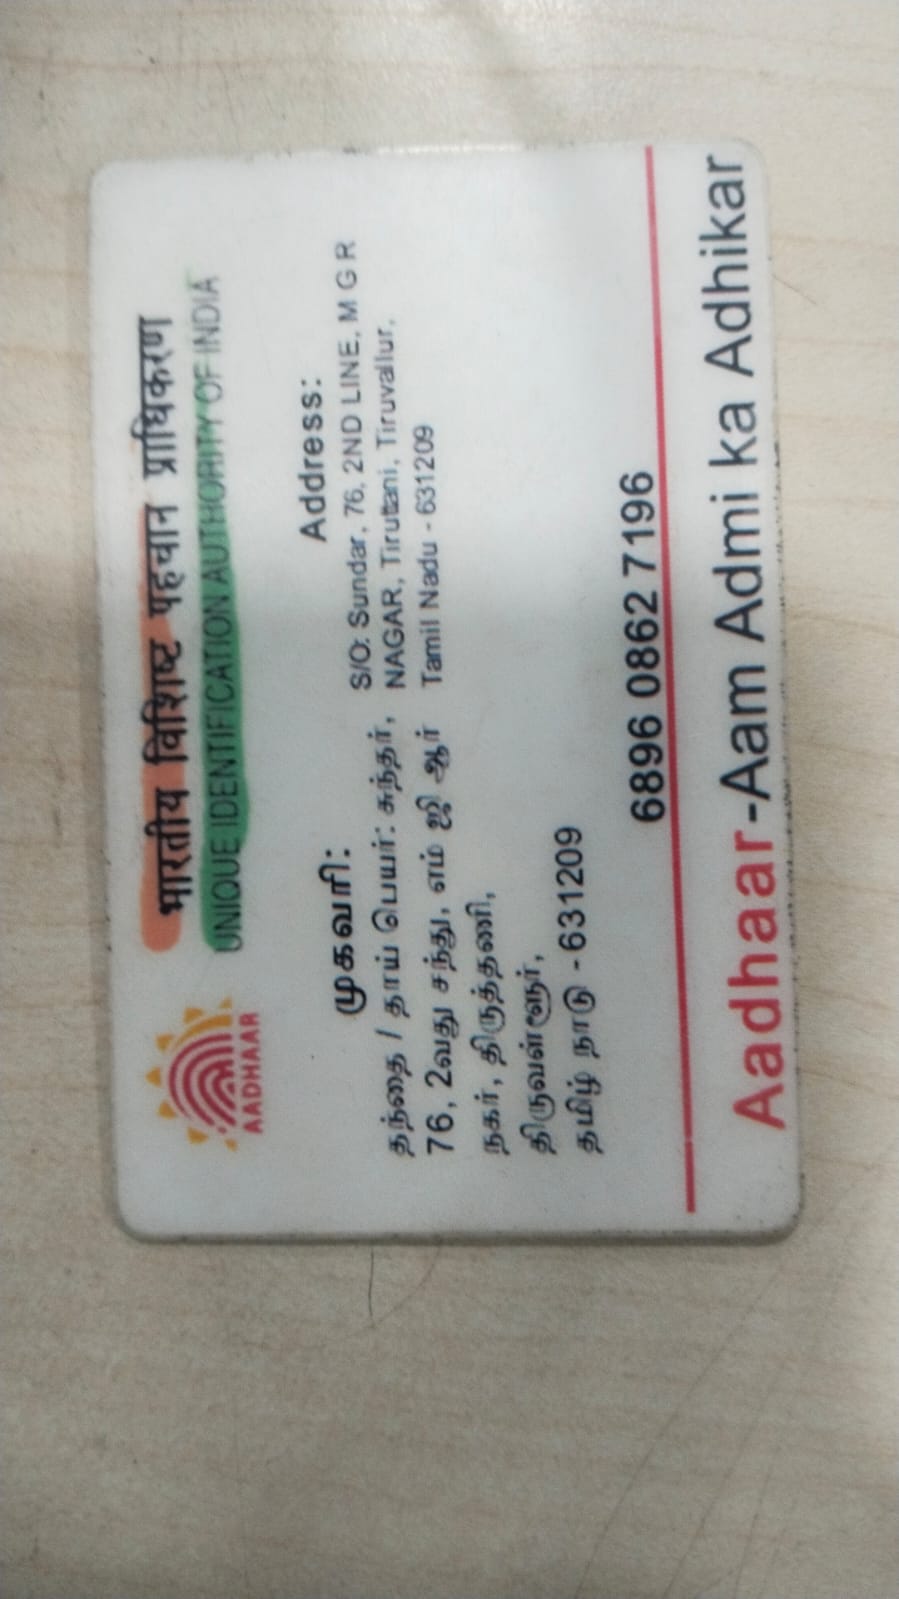 भारतीय विशिष्ट पहचान प्राधिकरण
UNIQUE IDENTIFICATION AUTHORITY OF INDIA
AADHAAR
முகவரி:
தந்தை / தாய் பெயர்: சுந்தர்,
76, 2வது சந்து, எம் ஜி ஆர்
நகர், திருத்தணி,
திருவள்ளூர்,
தமிழ் நாடு - 631209
Address:
S/O: Sundar, 76, 2ND LINE, M G R
NAGAR, Tiruttani, Tiruvallur,
Tamil Nadu - 631209
6896 0862 7196
Aadhaar-Aam Admi ka Adhikar